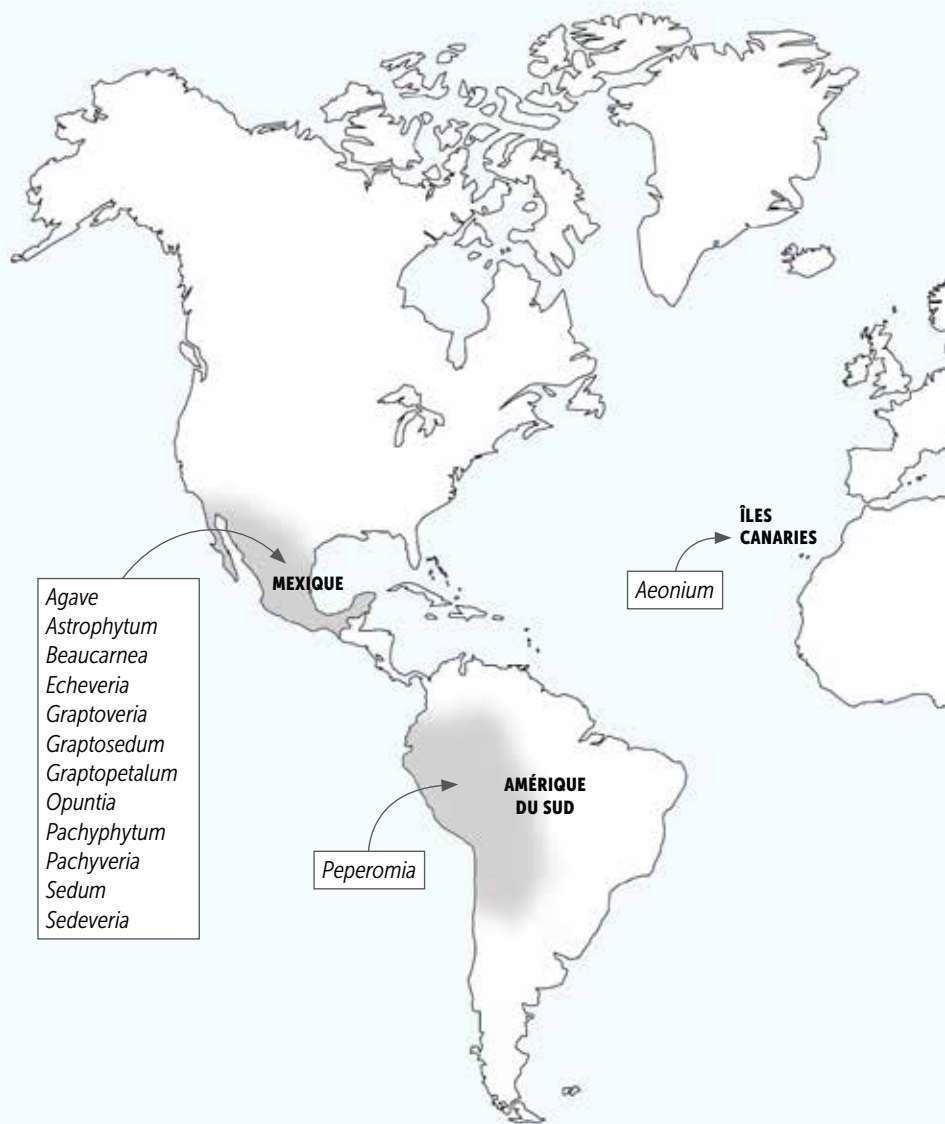 ÎLES
CANARIES
Aeonium
MEXIQUE
Agave
Astrophytum
Beaucarnea
Echeveria
Graptoveria
Graptosedum
Graptopetalum
Opuntia
Pachyphytum
Pachyveria
Sedum
Sedeveria
AMÉRIQUE
DU SUD
Peperomia